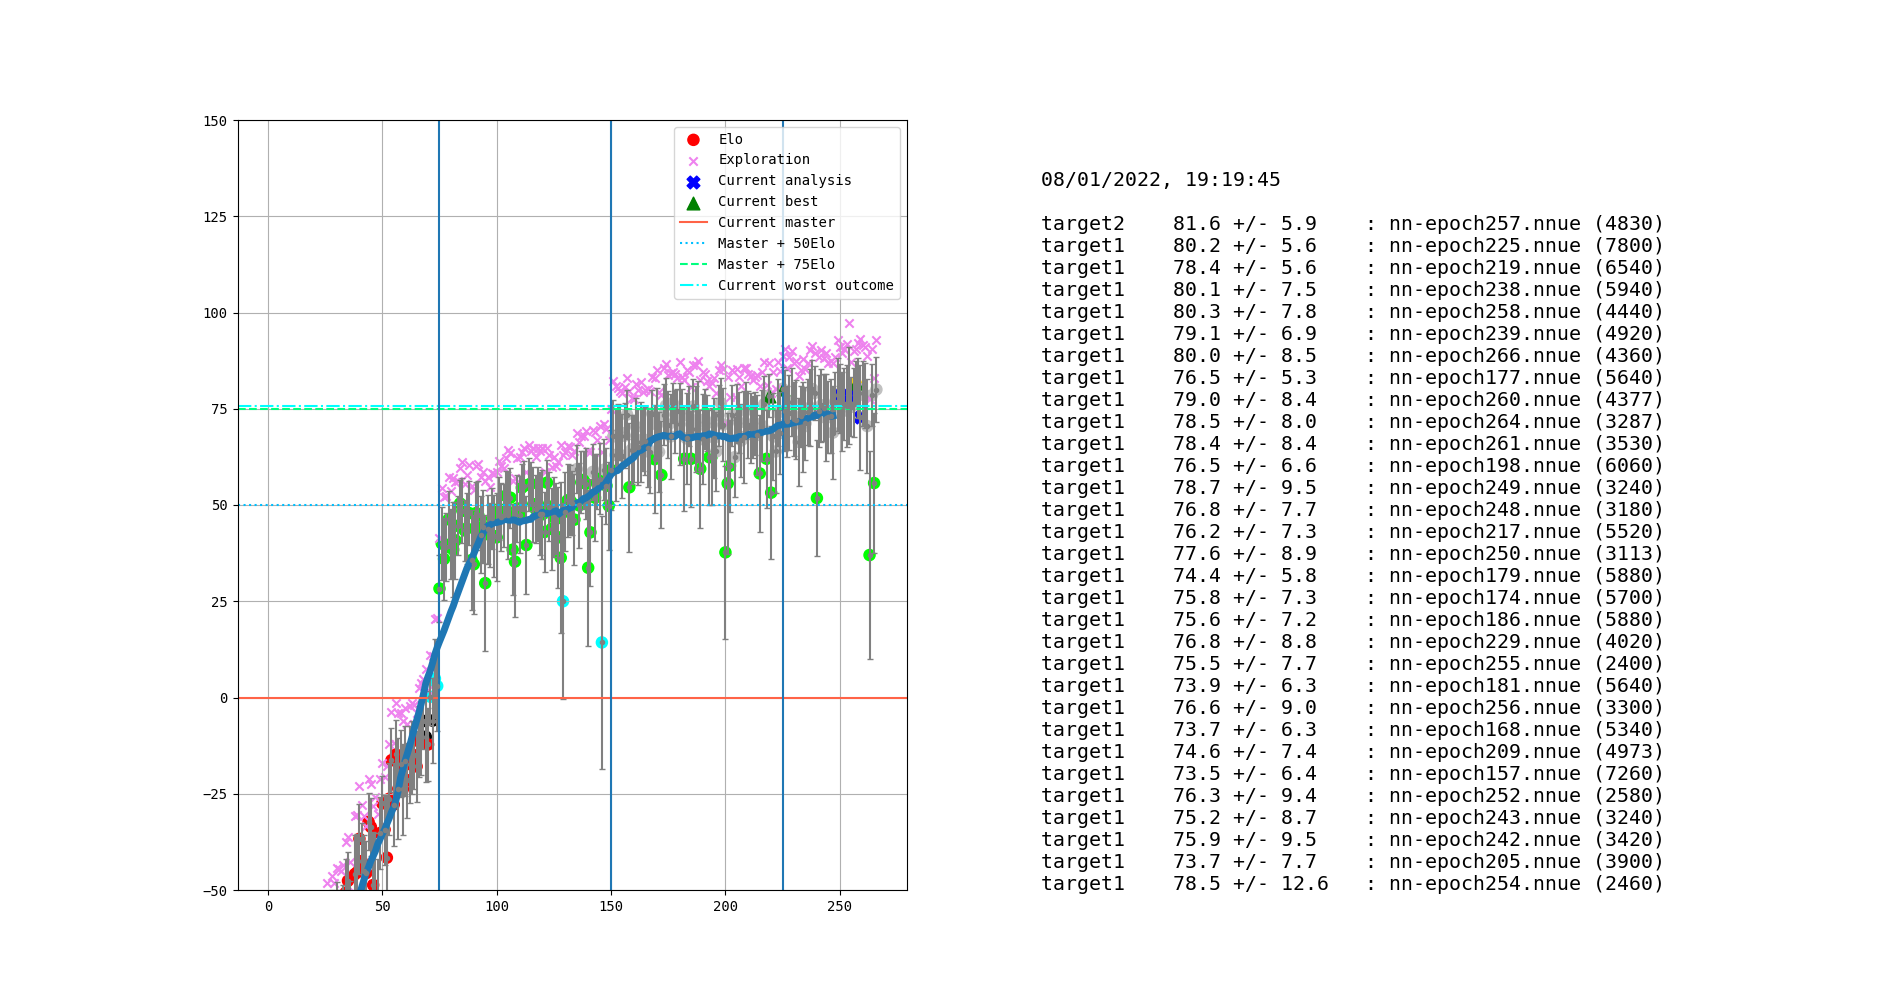 150
125
100
75
50
25
0
−25
−50
0 50 100 150 200 250
Elo
Exploration
Current analysis
Current best
Current master
Master + 50Elo
Master + 75Elo
Current worst outcome
08/01/2022, 19:19:45
target2 81.6 +/- 5.9 : nn-epoch257.nnue (4830)
target1 80.2 +/- 5.6 : nn-epoch225.nnue (7800)
target1 78.4 +/- 5.6 : nn-epoch219.nnue (6540)
target1 80.1 +/- 7.5 : nn-epoch238.nnue (5940)
target1 80.3 +/- 7.8 : nn-epoch258.nnue (4440)
target1 79.1 +/- 6.9 : nn-epoch239.nnue (4920)
target1 80.0 +/- 8.5 : nn-epoch266.nnue (4360)
target1 76.5 +/- 5.3 : nn-epoch177.nnue (5640)
target1 79.0 +/- 8.4 : nn-epoch260.nnue (4377)
target1 78.5 +/- 8.0 : nn-epoch264.nnue (3287)
target1 78.4 +/- 8.4 : nn-epoch261.nnue (3530)
target1 76.5 +/- 6.6 : nn-epoch198.nnue (6060)
target1 78.7 +/- 9.5 : nn-epoch249.nnue (3240)
target1 76.8 +/- 7.7 : nn-epoch248.nnue (3180)
target1 76.2 +/- 7.3 : nn-epoch217.nnue (5520)
target1 77.6 +/- 8.9 : nn-epoch250.nnue (3113)
target1 74.4 +/- 5.8 : nn-epoch179.nnue (5880)
target1 75.8 +/- 7.3 : nn-epoch174.nnue (5700)
target1 75.6 +/- 7.2 : nn-epoch186.nnue (5880)
target1 76.8 +/- 8.8 : nn-epoch229.nnue (4020)
target1 75.5 +/- 7.7 : nn-epoch255.nnue (2400)
target1 73.9 +/- 6.3 : nn-epoch181.nnue (5640)
target1 76.6 +/- 9.0 : nn-epoch256.nnue (3300)
target1 73.7 +/- 6.3 : nn-epoch168.nnue (5340)
target1 74.6 +/- 7.4 : nn-epoch209.nnue (4973)
target1 73.5 +/- 6.4 : nn-epoch157.nnue (7260)
target1 76.3 +/- 9.4 : nn-epoch252.nnue (2580)
target1 75.2 +/- 8.7 : nn-epoch243.nnue (3240)
target1 75.9 +/- 9.5 : nn-epoch242.nnue (3420)
target1 73.7 +/- 7.7 : nn-epoch205.nnue (3900)
target1 78.5 +/- 12.6 : nn-epoch254.nnue (2460)